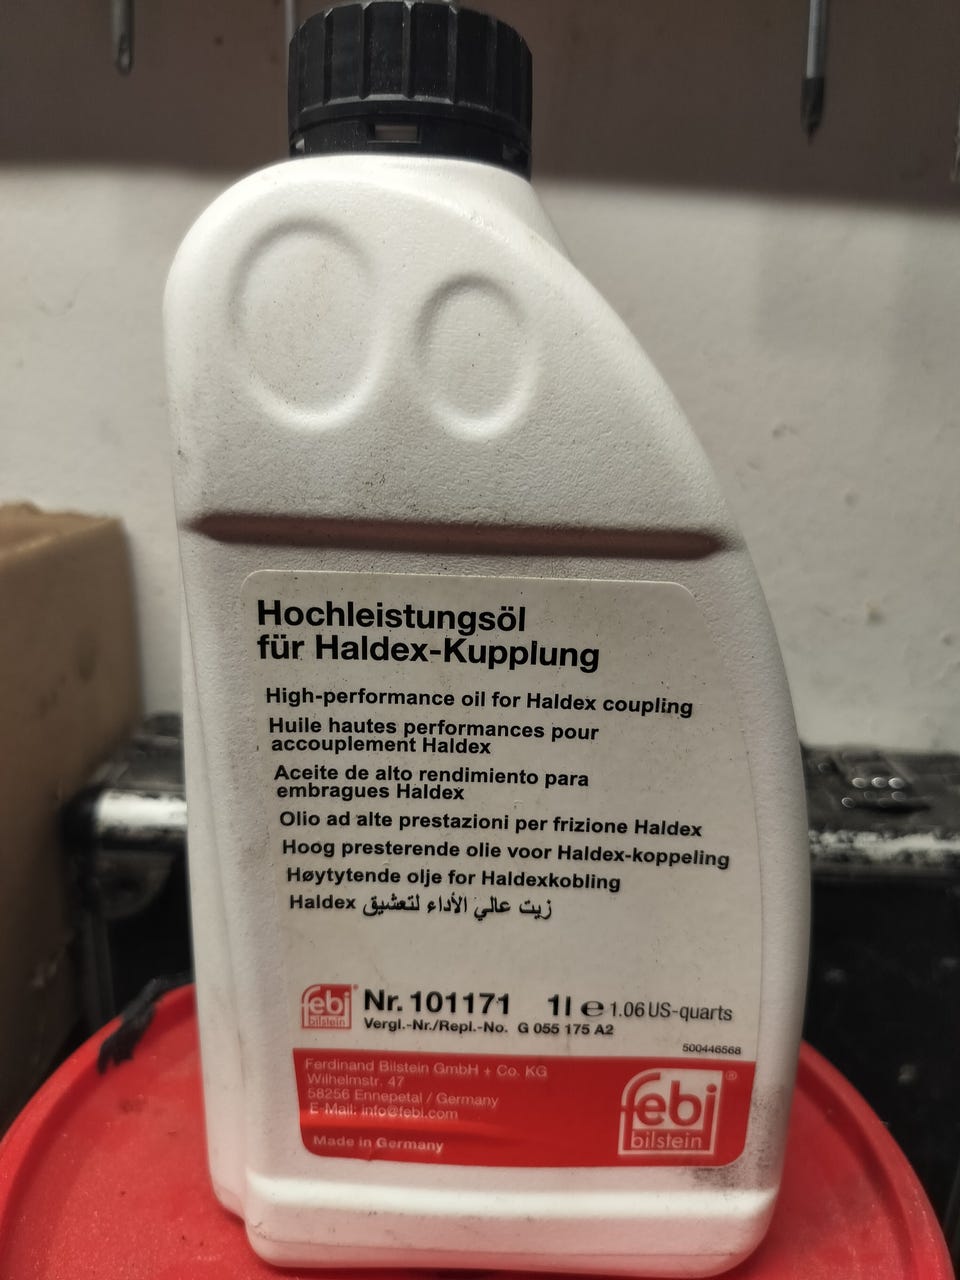 Hochleistungsöl
für Haldex-Kupplung
High-performance oil for Haldex coupling
Huile hautes performances pour
accouplement Haldex
Aceite de alto rendimiento para
embragues Haldex
Olio ad alte prestazioni per frizione Haldex
Hoog presterende olie voor Haldex-koppeling
Høytytende olje for Haldexkobling
زيت عالي الأداء لتعشيق Haldex
febi® bilstein Nr. 101171 1l e 1.06 US-quarts
Vergl.-Nr./Repl.-No. G 055 175 A2
500446568
Ferdinand Bilstein GmbH + Co. KG
Wilhelmstr. 47
58256 Ennepetal / Germany
E-Mail: info@febi.com
Made in Germany
febi®
bilstein